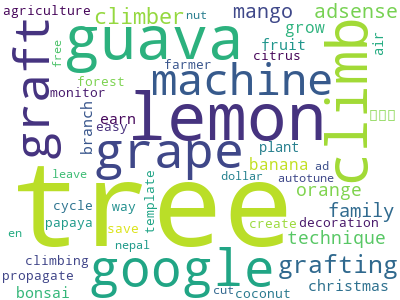 agriculture nut mango adsense
climber
free guava grow
fruit air
graft machine citrus climb
farmer
forest
monitor lemon
branch earn
easy grape plant
banana ad autotune
tree dollar orange
leave
template family
cycle way decoration
papaya technique
save create
en nepal google grafting
climbing
propagate christmas
bonsai cut coconut